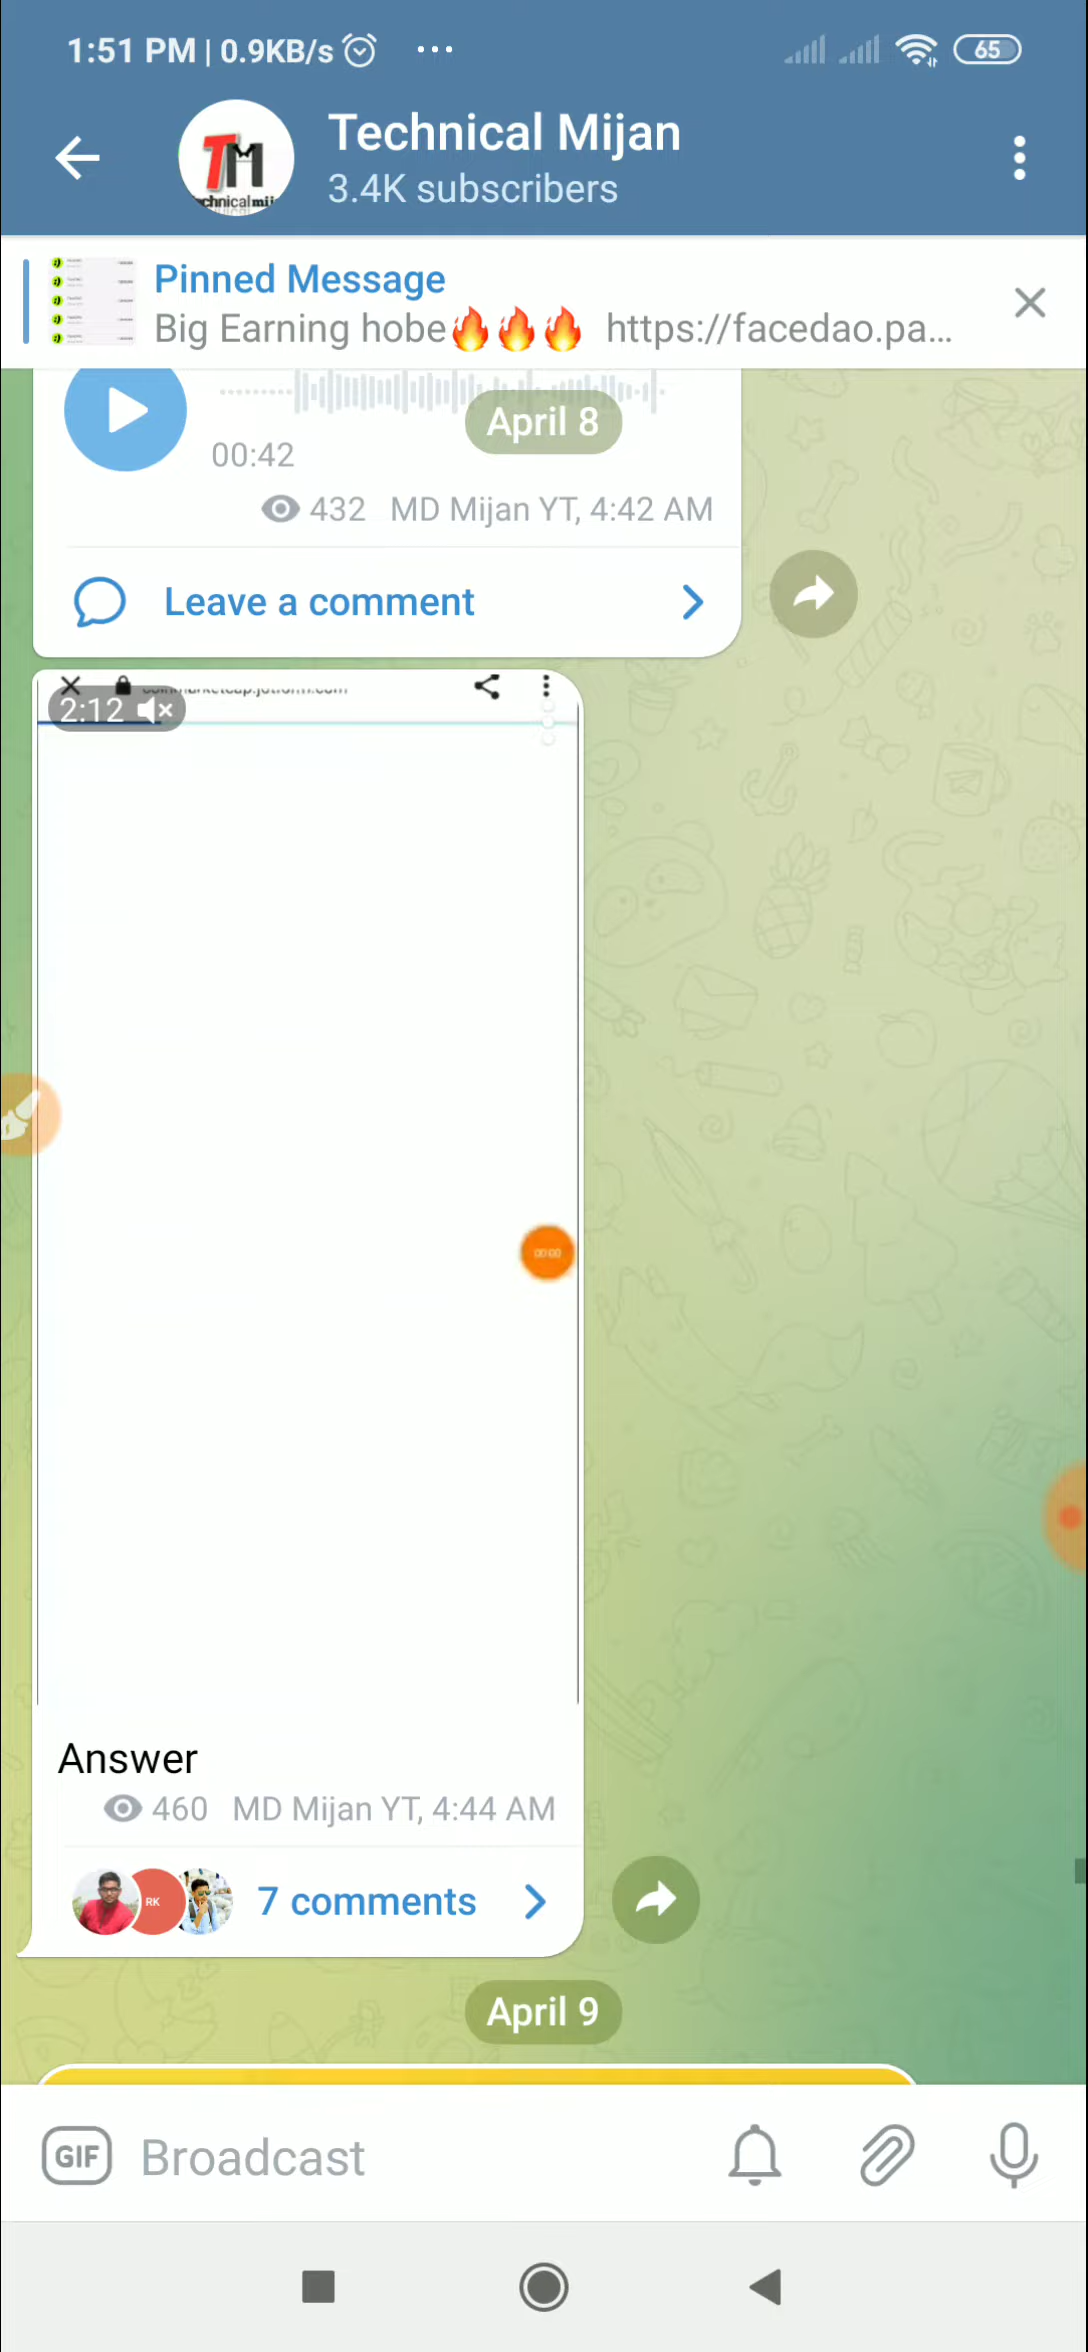 1:51 PM | 0.9KB/s
65
Technical Mijan
3.4K subscribers
TM
Pinned Message
Big Earning hobe🔥🔥🔥 https://facedao.pa...
April 8
00:42
432 MD Mijan YT, 4:42 AM
Leave a comment
2:12
00:00
Answer
460 MD Mijan YT, 4:44 AM
RK
7 comments
April 9
GIF
Broadcast